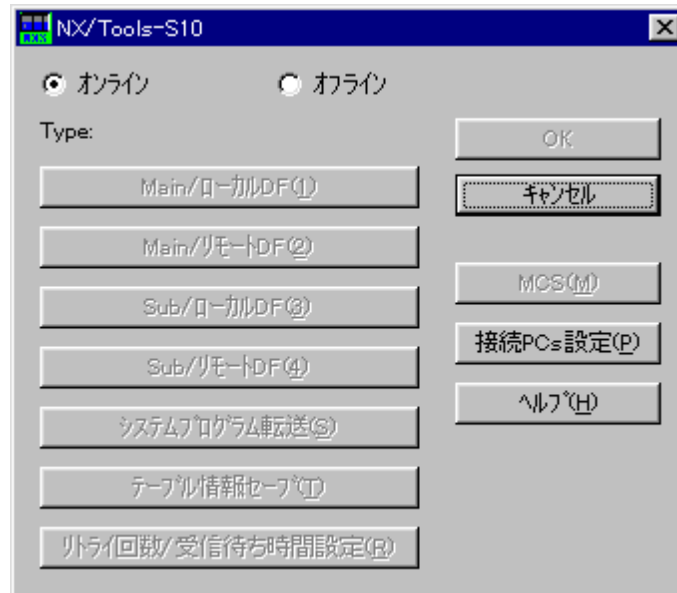 NX/Tools-S10
オンライン
オフライン
Type:
OK
Main/ローカルDF(1)
キャンセル
Main/リモートDF(2)
MCS(M)
Sub/ローカルDF(3)
接続PCs設定(P)
Sub/リモートDF(4)
ヘルプ(H)
システムプログラム転送(S)
テーブル情報セーブ(T)
リトライ回数/受信待ち時間設定(R)